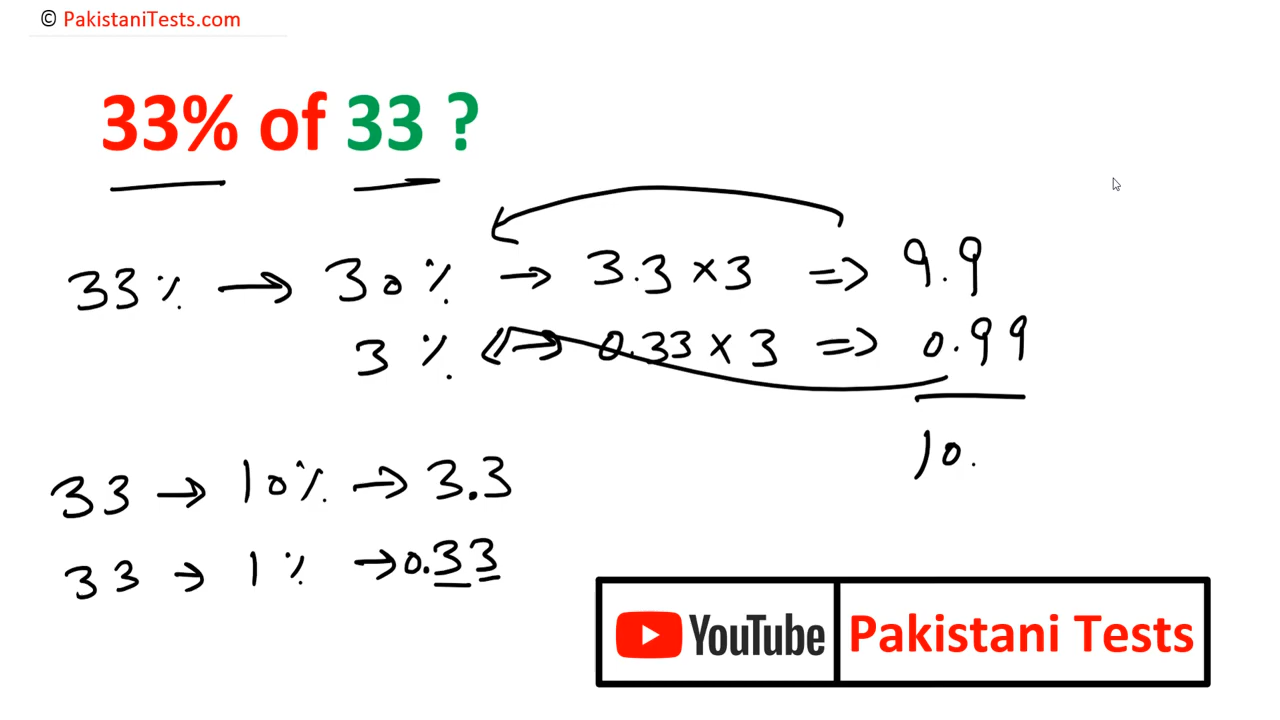 © PakistaniTests.com
33% of 33 ?
33% → 30% → 3.3 × 3 => 9.9
3% → 0.33 × 3 => 0.99
10.
33 → 10% → 3.3
33 → 1% → 0.33
YouTube Pakistani Tests